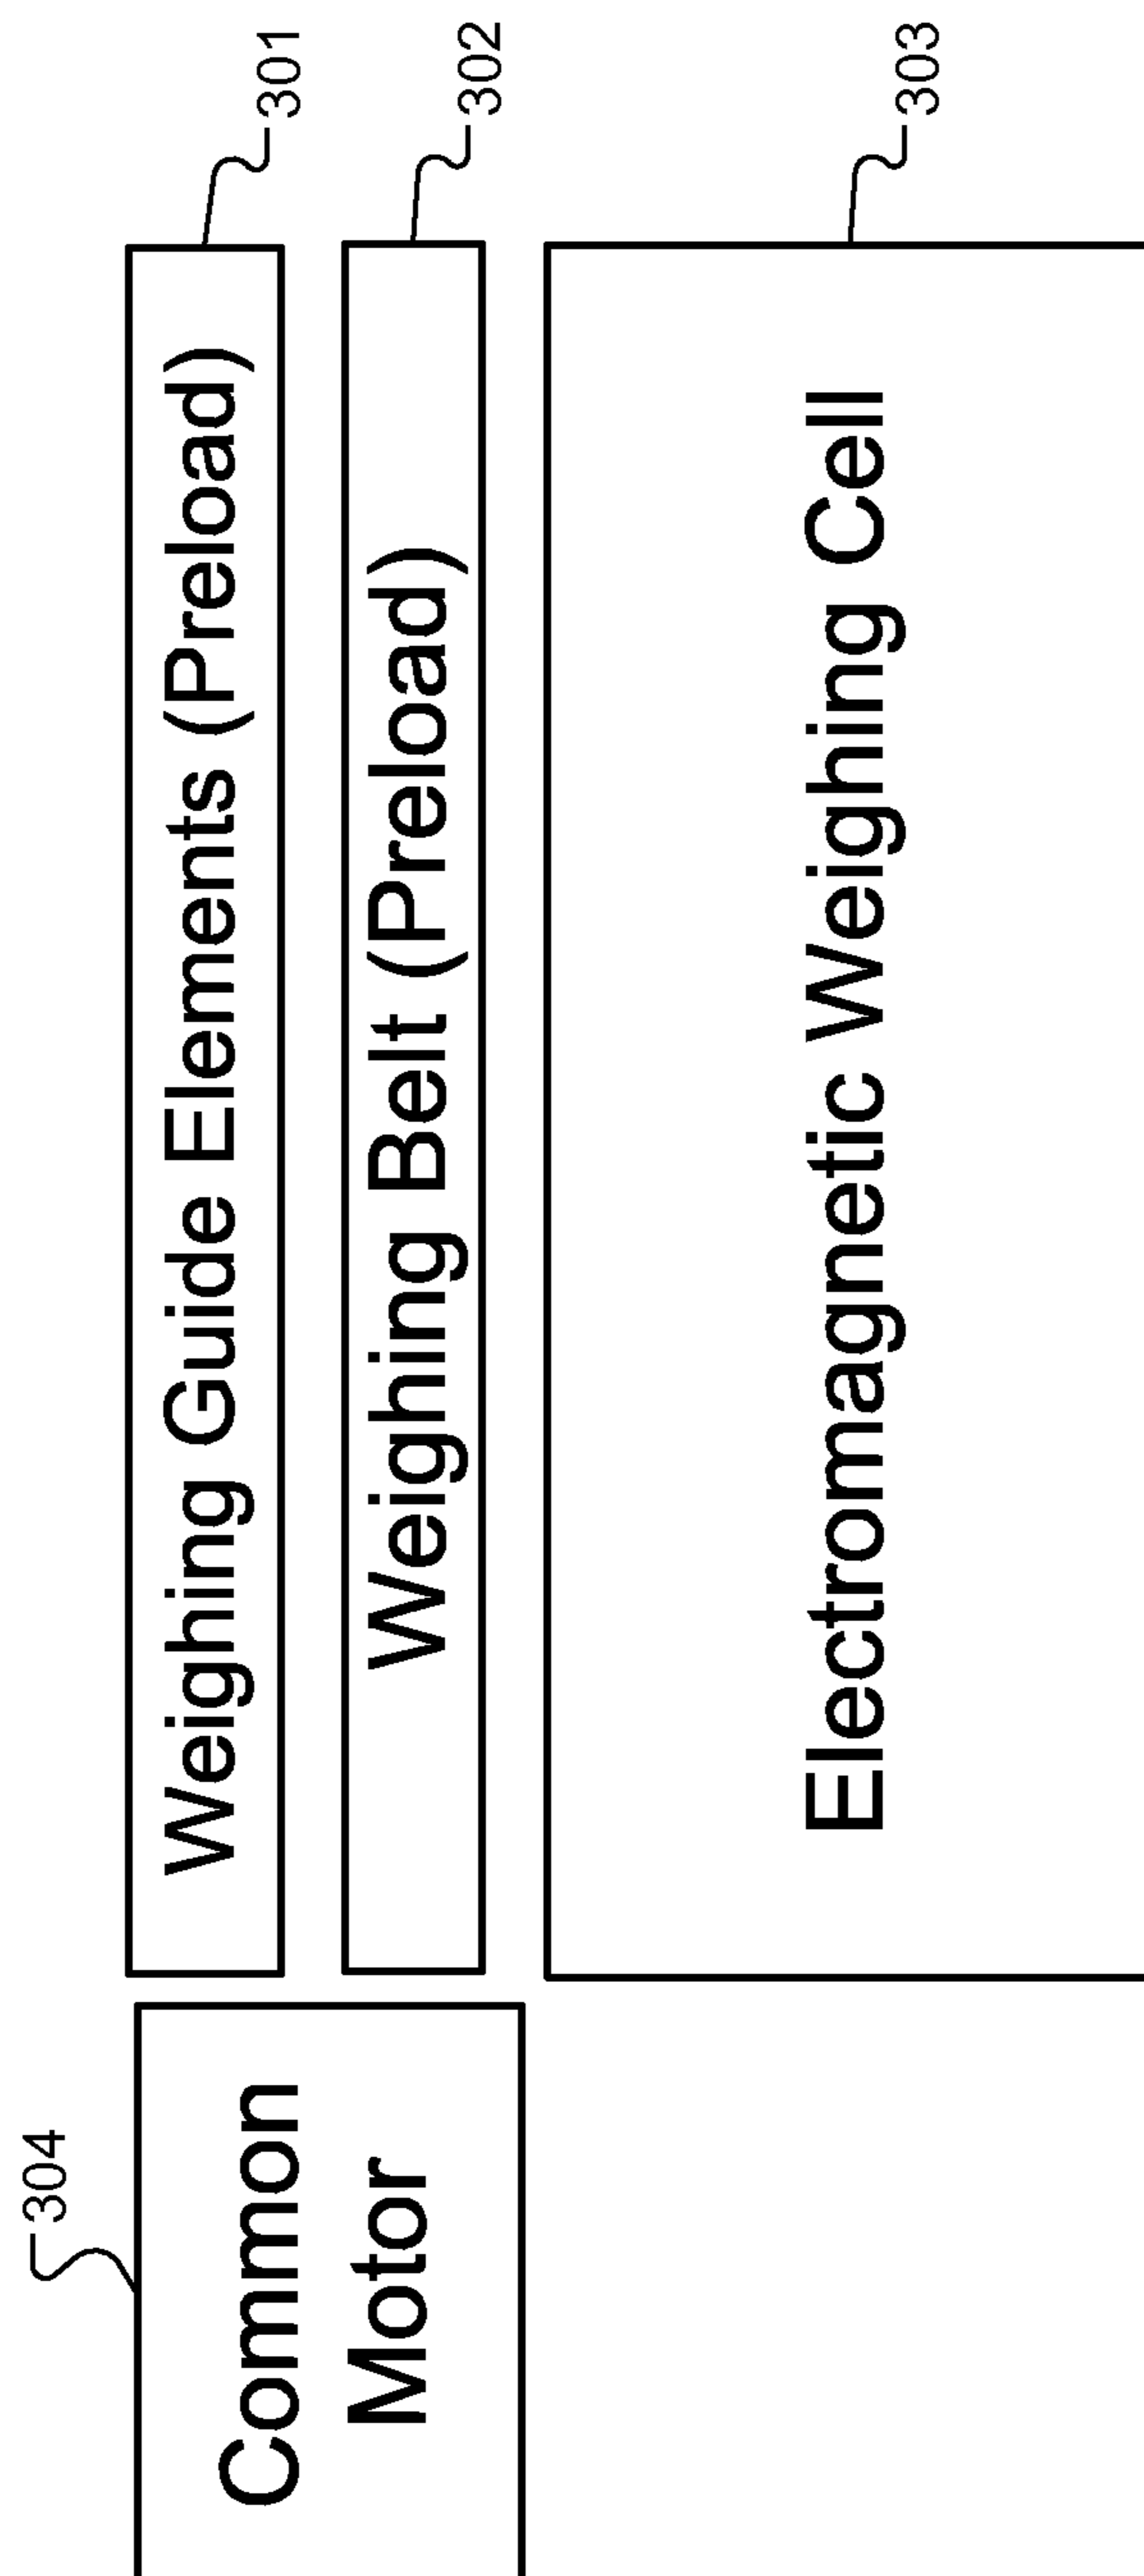 304
Common
Motor
Weighing Guide Elements (Preload)
301
Weighing Belt (Preload)
302
Electromagnetic Weighing Cell
303